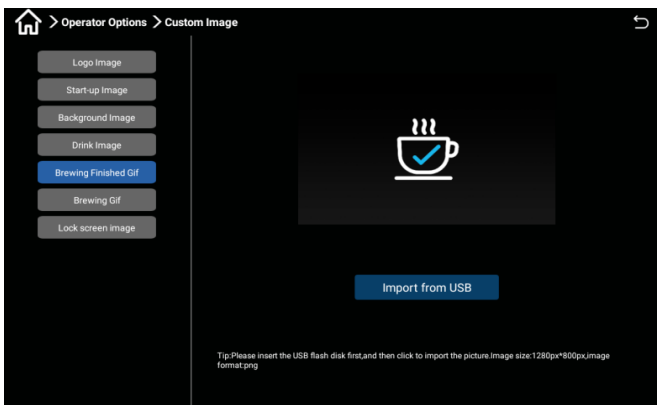 > Operator Options > Custom Image
Logo Image
Start-up Image
Background Image
Drink Image
Brewing Finished Gif
Brewing Gif
Lock screen image
Import from USB
Tip:Please insert the USB flash disk first,and then click to import the picture.Image size:1280px*800px,image
format:png